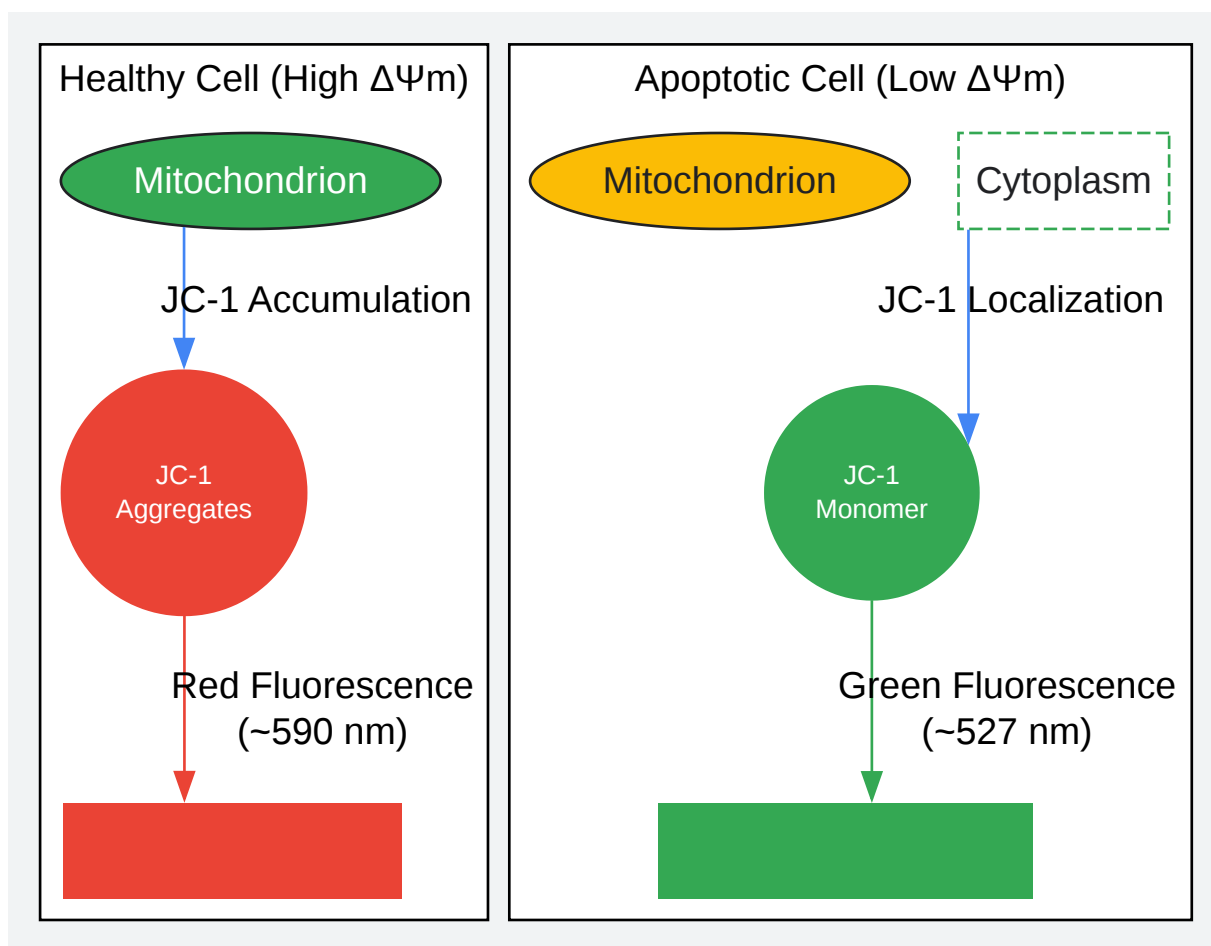 Healthy Cell (High ΔΨm)
Mitochondrion
JC-1 Accumulation
JC-1
Aggregates
Red Fluorescence
(~590 nm)
Apoptotic Cell (Low ΔΨm)
Mitochondrion
Cytoplasm
JC-1 Localization
JC-1
Monomer
Green Fluorescence
(~527 nm)